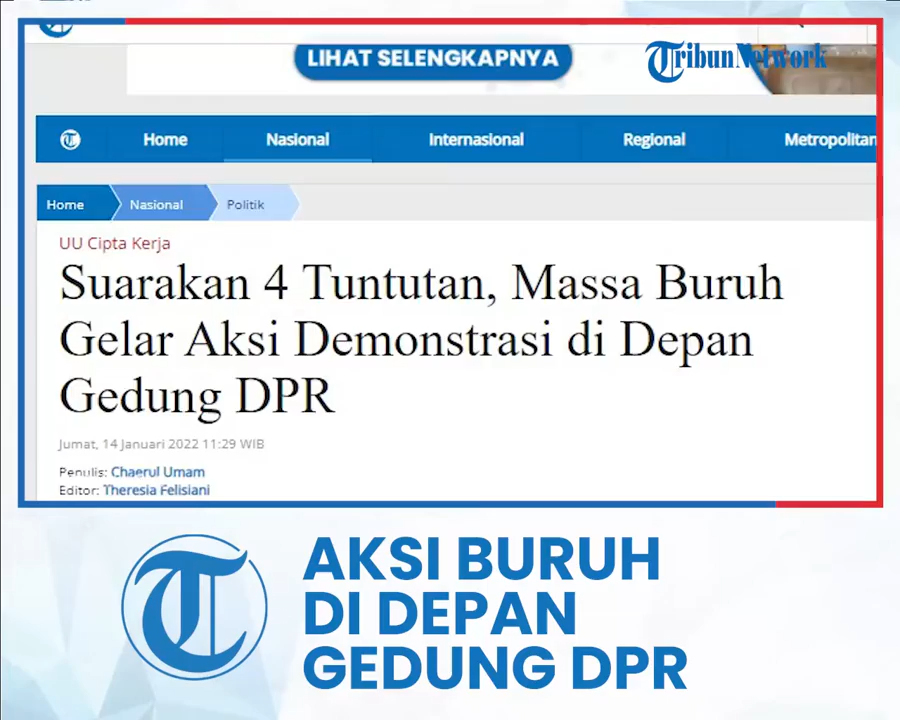 LIHAT SELENGKAPNYA
TribunNetwork
Home Nasional Internasional Regional Metropolitan
Home Nasional Politik
UU Cipta Kerja
Suarakan 4 Tuntutan, Massa Buruh
Gelar Aksi Demonstrasi di Depan
Gedung DPR
Jumat, 14 Januari 2022 11:29 WIB
Penulis: Chaerul Umam
Editor: Theresia Felisiani
AKSI BURUH
DI DEPAN
GEDUNG DPR